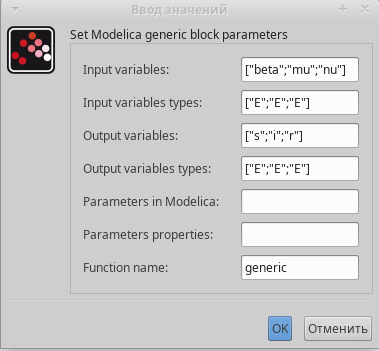 Ввод значений
Set Modelica generic block parameters
Input variables: ["beta";"mu";"nu"]
Input variables types: ["E";"E";"E"]
Output variables: ["s";"i";"r"]
Output variables types: ["E";"E";"E"]
Parameters in Modelica:
Parameters properties:
Function name: generic
OK Отменить